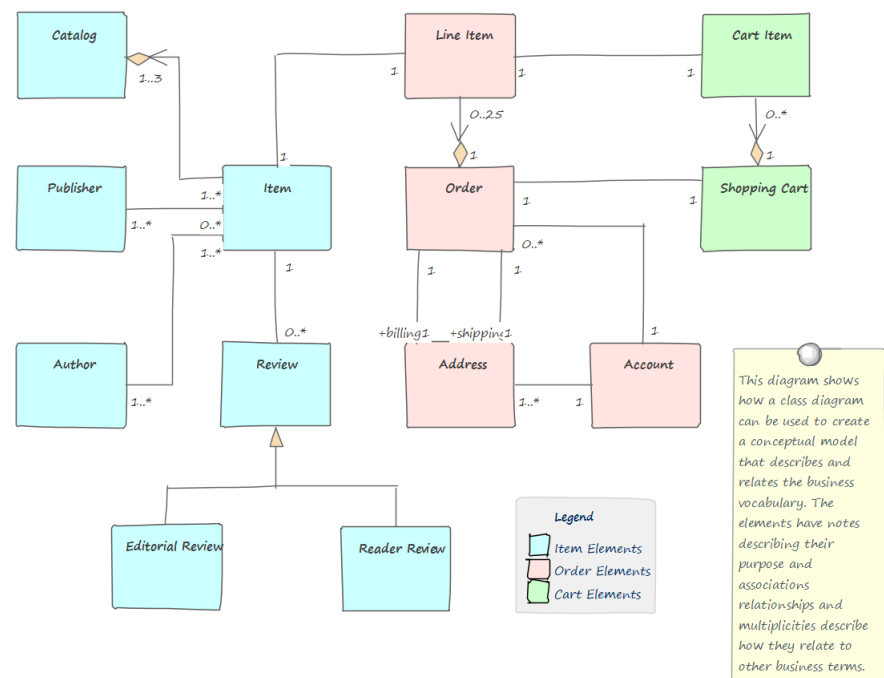 Catalog
Line Item
Cart Item
1..3
1
1
1
0..25
0..*
1
1
1
Publisher
Item
Order
Shopping Cart
1..*
1..*
0..*
1..*
1
1
0..*
1
1
1
0..*
+billing
1
+shipping
1
1
Author
Review
Address
Account
1..*
1..*
1
Editorial Review
Reader Review
Legend
Item Elements
Order Elements
Cart Elements
This diagram shows
how a class diagram
can be used to create
a conceptual model
that describes and
relates the business
vocabulary. The
elements have notes
describing their
purpose and
associations
relationships and
multiplicities describe
how they relate to
other business terms.